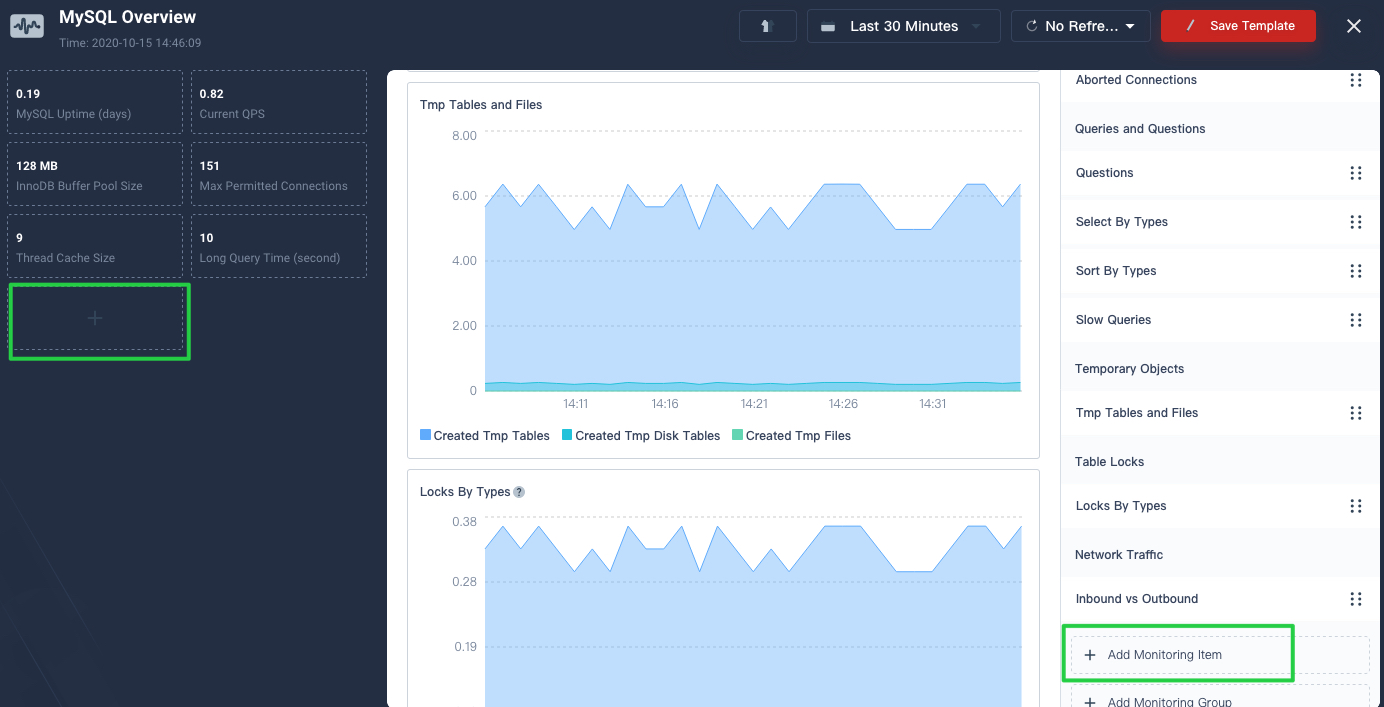 MySQL Overview
Time: 2020-10-15 14:46:09
Last 30 Minutes
No Refre...
Save Template
0.19
MySQL Uptime (days)
0.82
Current QPS
128 MB
InnoDB Buffer Pool Size
151
Max Permitted Connections
9
Thread Cache Size
10
Long Query Time (second)
+
Tmp Tables and Files
8.00
6.00
4.00
2.00
0
14:11 14:16 14:21 14:26 14:31
Created Tmp Tables Created Tmp Disk Tables Created Tmp Files
Locks By Types ?
0.38
0.28
0.19
Aborted Connections
Queries and Questions
Questions
Select By Types
Sort By Types
Slow Queries
Temporary Objects
Tmp Tables and Files
Table Locks
Locks By Types
Network Traffic
Inbound vs Outbound
+ Add Monitoring Item
+ Add Monitoring Group